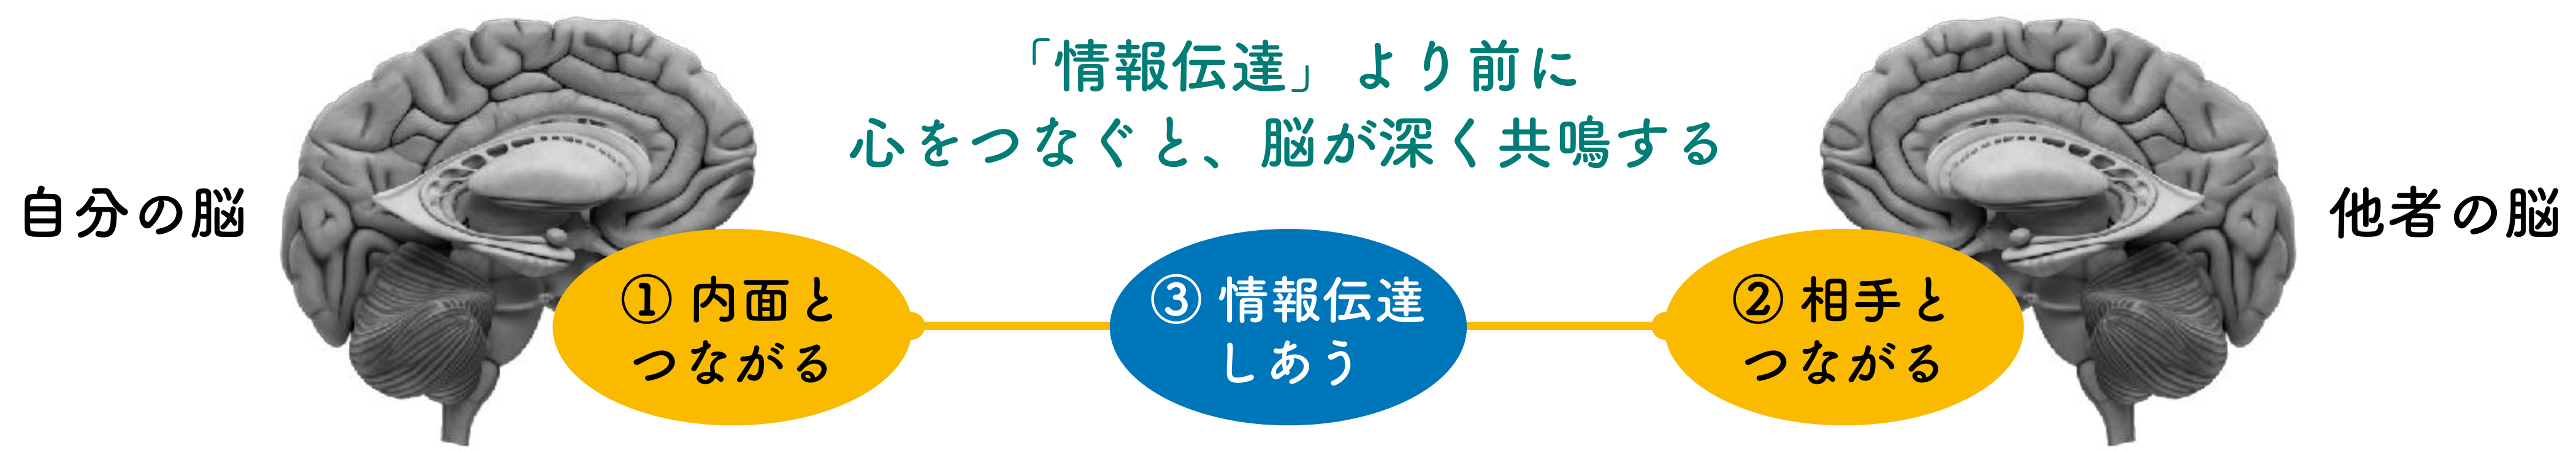 「情報伝達」より前に
心をつなぐと、脳が深く共鳴する
自分の脳
他者の脳
① 内面と
つながる
③ 情報伝達
しあう
② 相手と
つながる